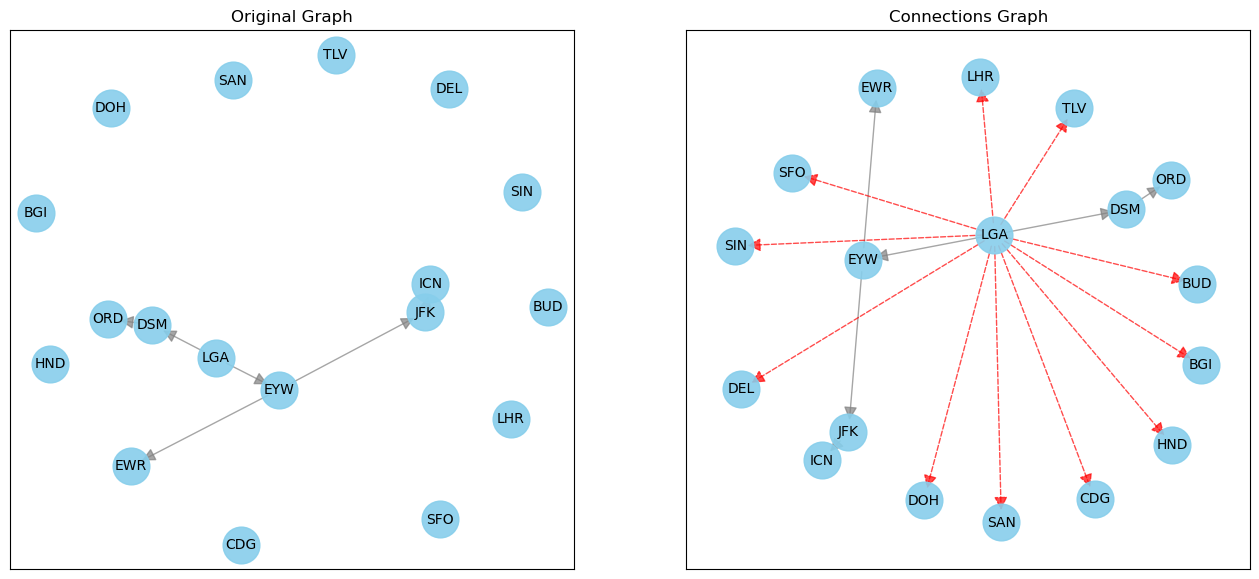 Original Graph
TLV
SAN
DEL
DOH
SIN
BGI
ICN
BUD
JFK
ORD
DSM
LGA
HND
EYW
LHR
EWR
SFO
CDG
Connections Graph
LHR
EWR
TLV
SFO
ORD
DSM
LGA
SIN
EYW
BUD
BGI
DEL
JFK
HND
ICN
CDG
DOH
SAN